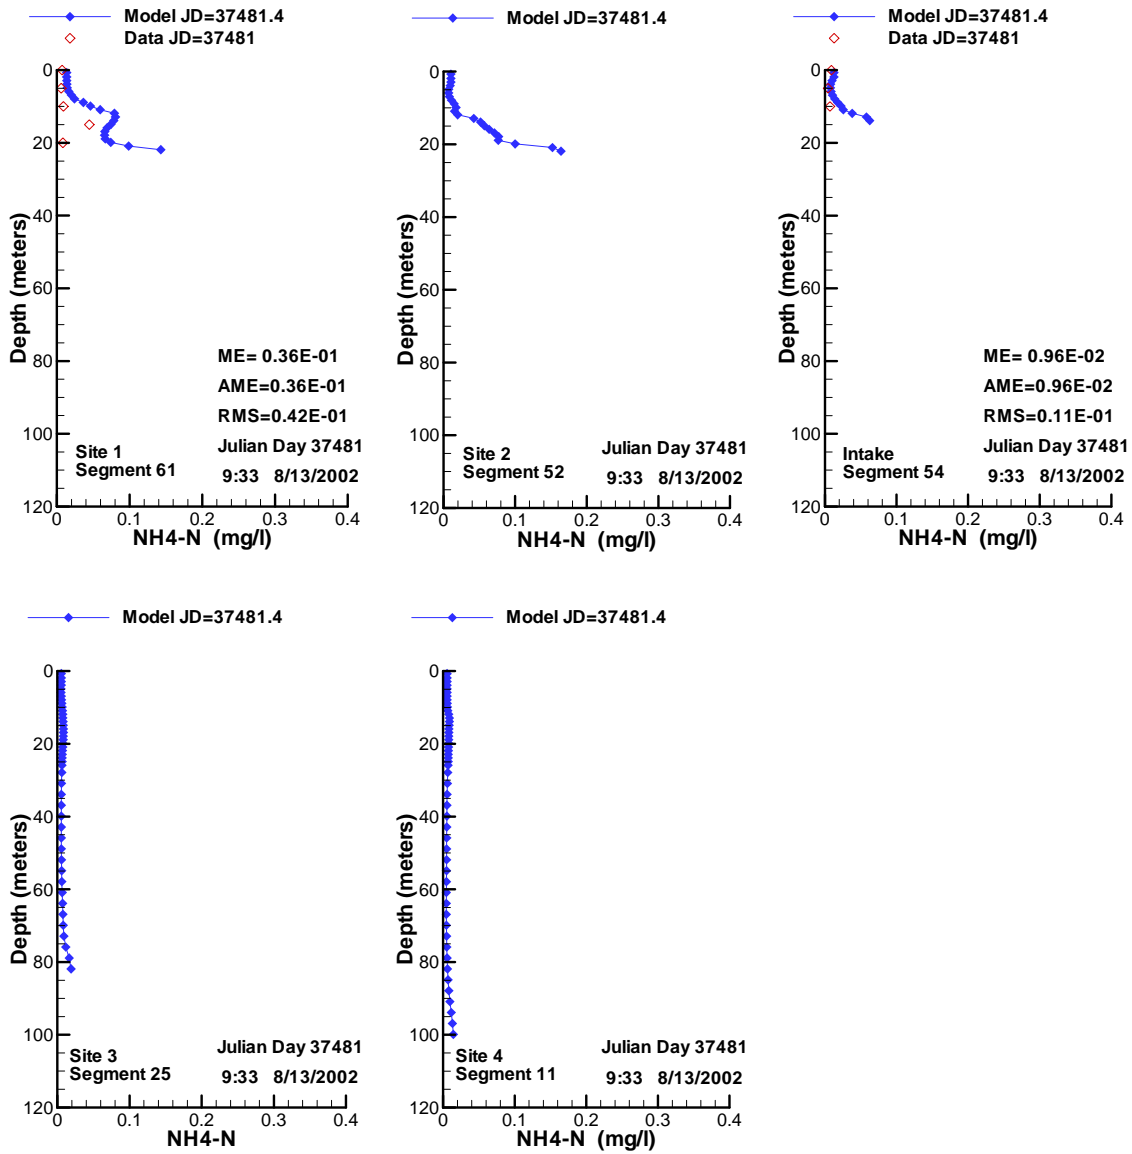 Model JD=37481.4
Data JD=37481
0
20
40
60
80
100
120
Depth (meters)
ME= 0.36E-01
AME=0.36E-01
RMS=0.42E-01
Site 1
Segment 61
Julian Day 37481
9:33 8/13/2002
0 0.1 0.2 0.3 0.4
NH4-N (mg/l)
Model JD=37481.4
0
20
40
60
80
100
120
Depth (meters)
Site 2
Segment 52
Julian Day 37481
9:33 8/13/2002
0 0.1 0.2 0.3 0.4
NH4-N (mg/l)
Model JD=37481.4
Data JD=37481
0
20
40
60
80
100
120
Depth (meters)
ME= 0.96E-02
AME=0.96E-02
RMS=0.11E-01
Intake
Segment 54
Julian Day 37481
9:33 8/13/2002
0 0.1 0.2 0.3 0.4
NH4-N (mg/l)
Model JD=37481.4
0
20
40
60
80
100
120
Depth (meters)
Site 3
Segment 25
Julian Day 37481
9:33 8/13/2002
0 0.1 0.2 0.3 0.4
NH4-N
Model JD=37481.4
0
20
40
60
80
100
120
Depth (meters)
Site 4
Segment 11
Julian Day 37481
9:33 8/13/2002
0 0.1 0.2 0.3 0.4
NH4-N (mg/l)